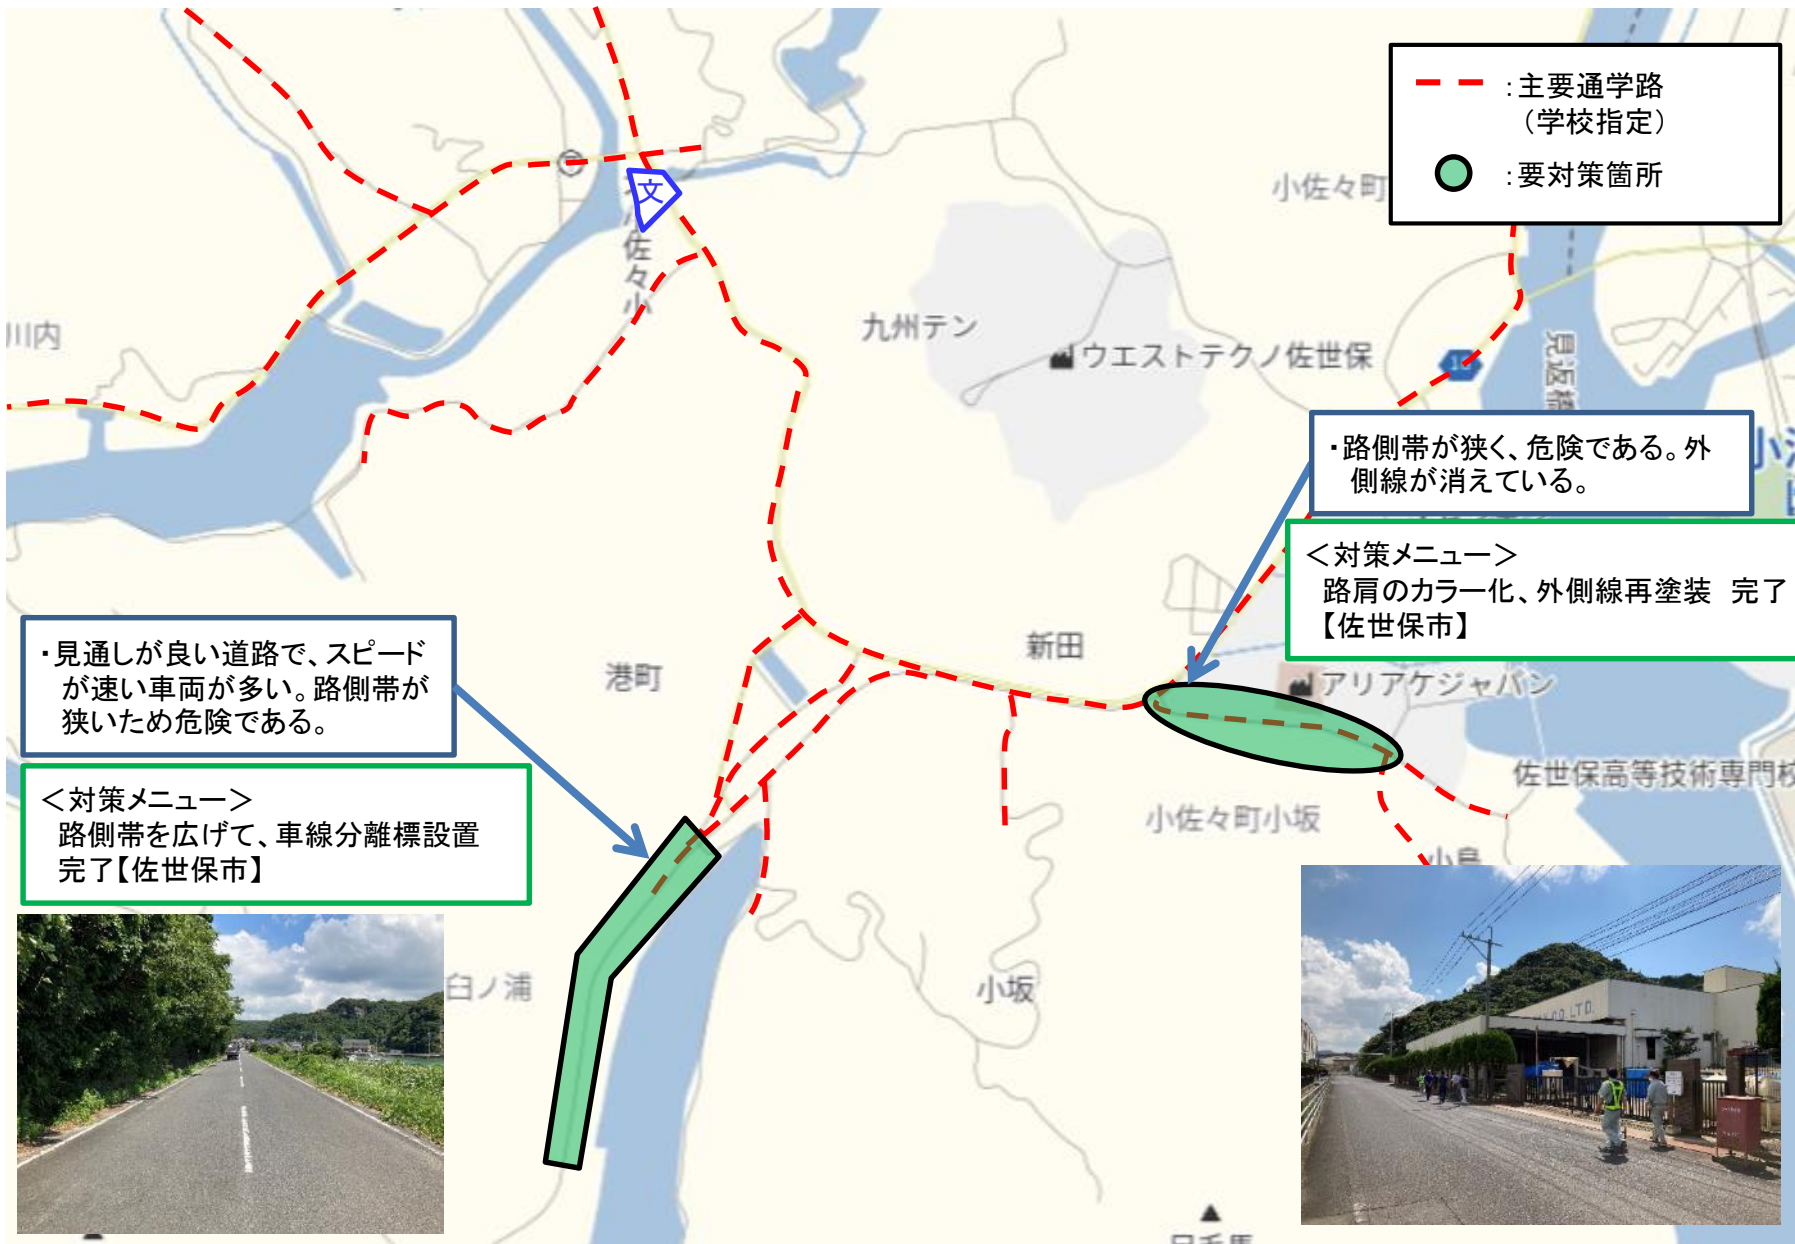 :主要通学路
（学校指定）
:要対策箇所
小佐々町
文
小佐々小
川内
九州テン
ウエストテクノ佐世保
見返橋
・路側帯が狭く、危険である。外
側線が消えている。
＜対策メニュー＞
路肩のカラー化、外側線再塗装　完了
【佐世保市】
新田
港町
アリアケジャパン
佐世保高等技術専門校
小佐々町小坂
小島
・見通しが良い道路で、スピード
が速い車両が多い。路側帯が
狭いため危険である。
＜対策メニュー＞
路側帯を広げて、車線分離標設置
完了【佐世保市】
臼ノ浦
小坂
CO.LTD.